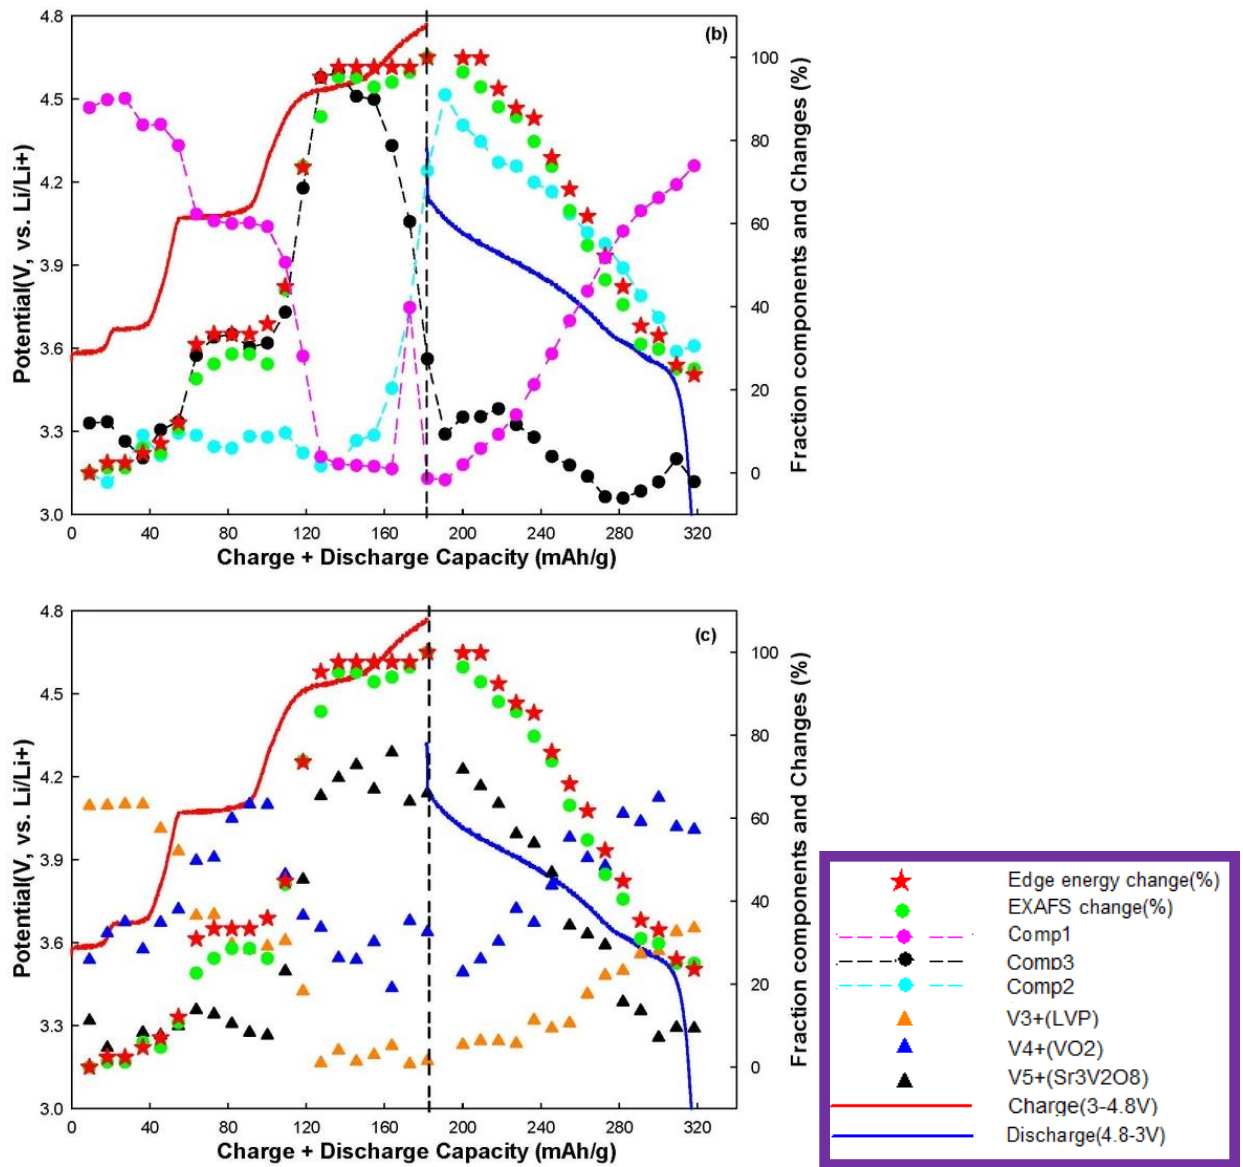 4.8
(b)
100
4.5
80
4.2
60
3.9
40
3.6
20
3.3
0
3.0
0 40 80 120 160 200 240 280 320
Charge + Discharge Capacity (mAh/g)
Potential(V, vs. Li/Li+)
Fraction components and Changes (%)
4.8
(c)
100
4.5
80
4.2
60
3.9
40
3.6
20
3.3
0
3.0
0 40 80 120 160 200 240 280 320
Charge + Discharge Capacity (mAh/g)
Potential(V, vs. Li/Li+)
Fraction components and Changes (%)
Edge energy change(%)
EXAFS change(%)
Comp1
Comp3
Comp2
V3+(LVP)
V4+(VO2)
V5+(Sr3V2O8)
Charge(3-4.8V)
Discharge(4.8-3V)